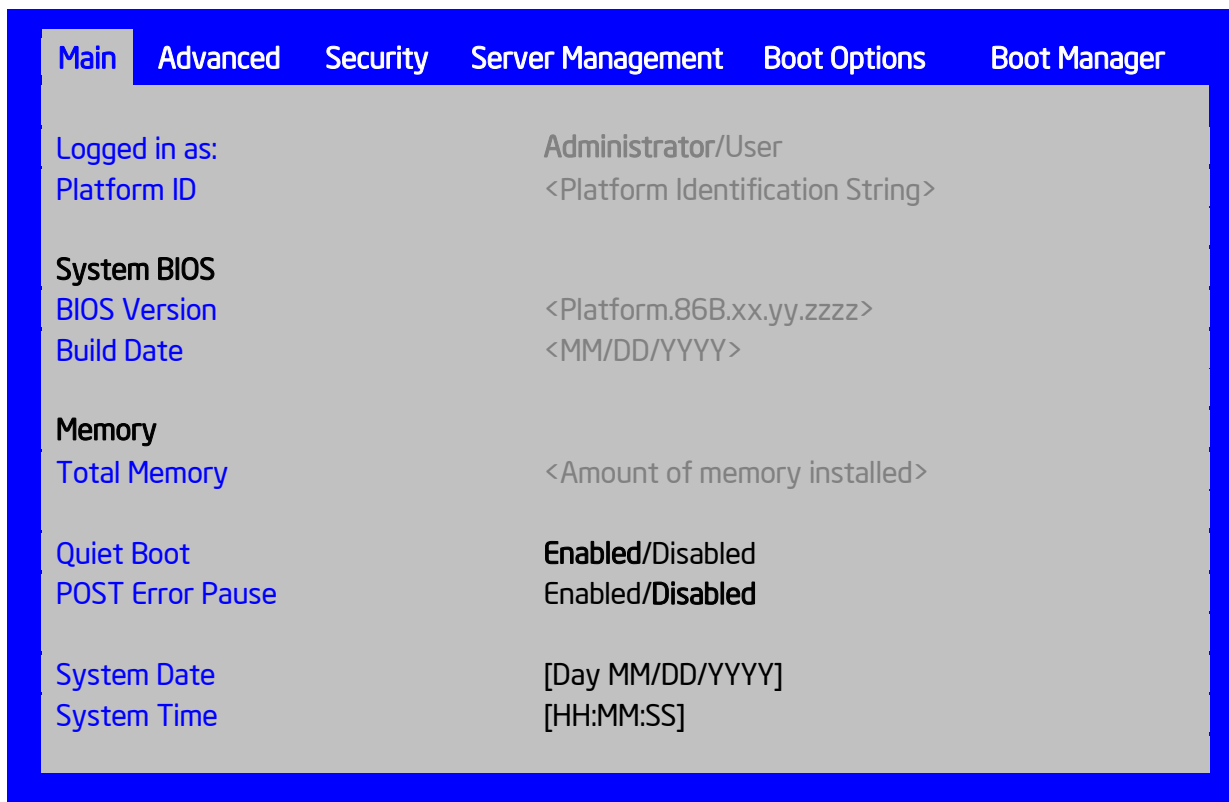 Main Advanced Security Server Management Boot Options Boot Manager
Logged in as: Administrator/User
Platform ID <Platform Identification String>
System BIOS
BIOS Version <Platform.86B.xx.yy.zzzz>
Build Date <MM/DD/YYYY>
Memory
Total Memory <Amount of memory installed>
Quiet Boot Enabled/Disabled
POST Error Pause Enabled/Disabled
System Date [Day MM/DD/YYYY]
System Time [HH:MM:SS]